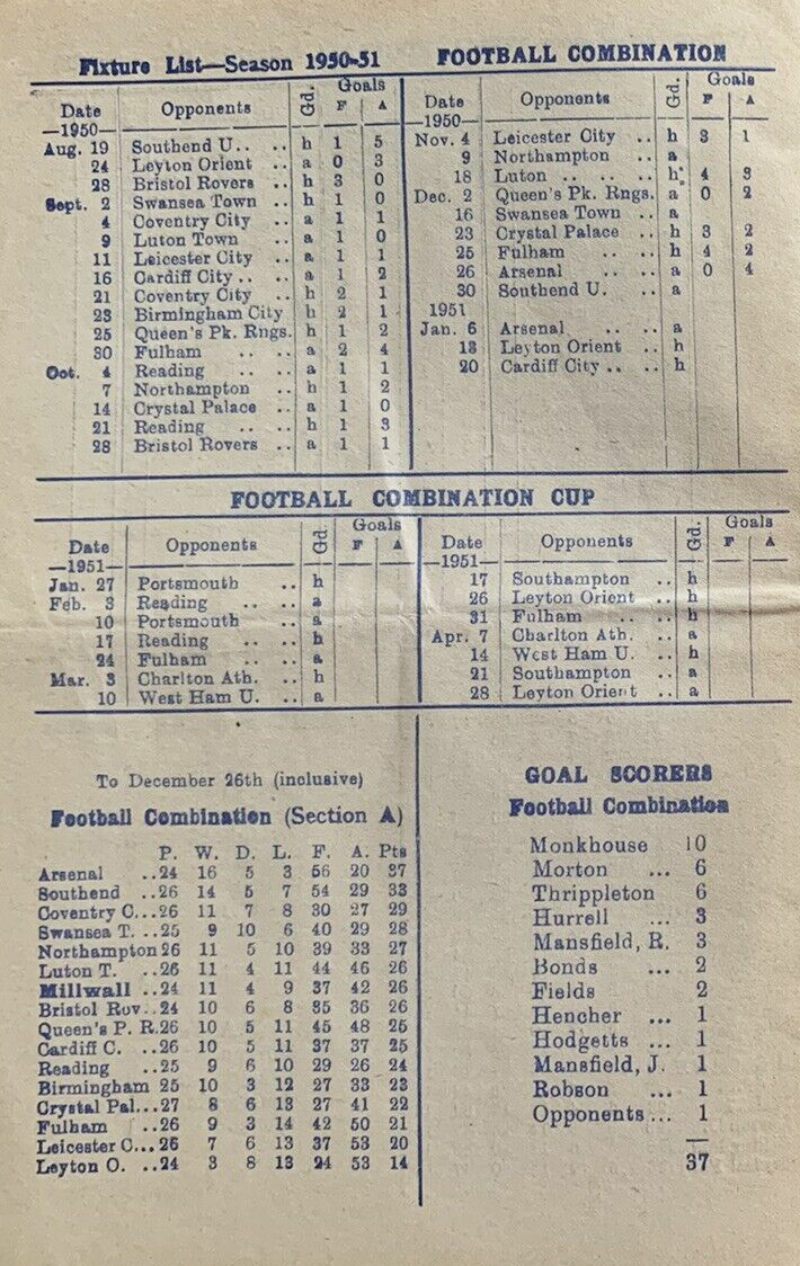 Fixture List—Season 1950-51
FOOTBALL COMBINATION
Date Opponents Gd. Goals F A
—1950—
Aug. 19 Southend U.. .. h 1 5
24 Leyton Orient .. a 0 3
28 Bristol Rovers .. h 3 0
Sept. 2 Swansea Town .. h 1 0
4 Coventry City .. a 1 1
9 Luton Town .. a 1 0
11 Leicester City .. a 1 1
16 Cardiff City .. .. a 1 2
21 Coventry City .. h 2 1
23 Birmingham City h 2 1
25 Queen's Pk. Rngs. h 1 2
30 Fulham .. .. a 2 4
Oct. 4 Reading .. .. a 1 1
7 Northampton .. h 1 2
14 Crystal Palace .. a 1 0
21 Reading .. .. h 1 3
28 Bristol Rovers .. a 1 1
Date Opponents Gd. Goals F A
—1950—
Nov. 4 Leicester City .. h 3 1
9 Northampton .. a
18 Luton .. .. .. h 4 3
Dec. 2 Queen's Pk. Rngs. a 0 2
16 Swansea Town .. a
23 Crystal Palace .. h 3 2
25 Fulham .. .. h 4 2
26 Arsenal .. .. a 0 4
30 Southend U. .. a
1951
Jan. 6 Arsenal .. .. a
13 Leyton Orient .. h
20 Cardiff City .. .. h
FOOTBALL COMBINATION CUP
Date Opponents Gd. Goals F A
—1951—
Jan. 27 Portsmouth .. h
Feb. 3 Reading .. .. a
10 Portsmouth .. a
17 Reading .. .. h
24 Fulham .. .. a
Mar. 3 Charlton Ath. .. h
10 West Ham U. .. a
Date Opponents Gd. Goals F A
—1951—
17 Southampton .. h
26 Leyton Orient .. h
31 Fulham .. .. h
Apr. 7 Charlton Ath. .. a
14 West Ham U. .. h
21 Southampton .. a
28 Leyton Orient .. a
To December 26th (inclusive)
Football Combination (Section A)
P. W. D. L. F. A. Pts
Arsenal ..24 16 5 3 56 20 37
Southend ..26 14 5 7 54 29 33
Coventry C...26 11 7 8 30 27 29
Swansea T. ..25 9 10 6 40 29 28
Northampton 26 11 5 10 39 33 27
Luton T. ..26 11 4 11 44 46 26
Millwall ..24 11 4 9 37 42 26
Bristol Rov..24 10 6 8 35 36 26
Queen's P. R.26 10 5 11 45 48 25
Cardiff C. ..26 10 5 11 37 37 25
Reading ..25 9 6 10 29 26 24
Birmingham 25 10 3 12 27 33 23
Crystal Pal...27 8 6 13 27 41 22
Fulham ..26 9 3 14 42 50 21
Leicester C...26 7 6 13 37 53 20
Leyton O. ..24 3 8 13 24 53 14
GOAL SCORERS
Football Combination
Monkhouse 10
Morton ... 6
Thrippleton 6
Hurrell ... 3
Mansfield, R. 3
Bonds ... 2
Fields 2
Hencher ... 1
Hodgetts ... 1
Mansfield, J. 1
Robson ... 1
Opponents ... 1
37